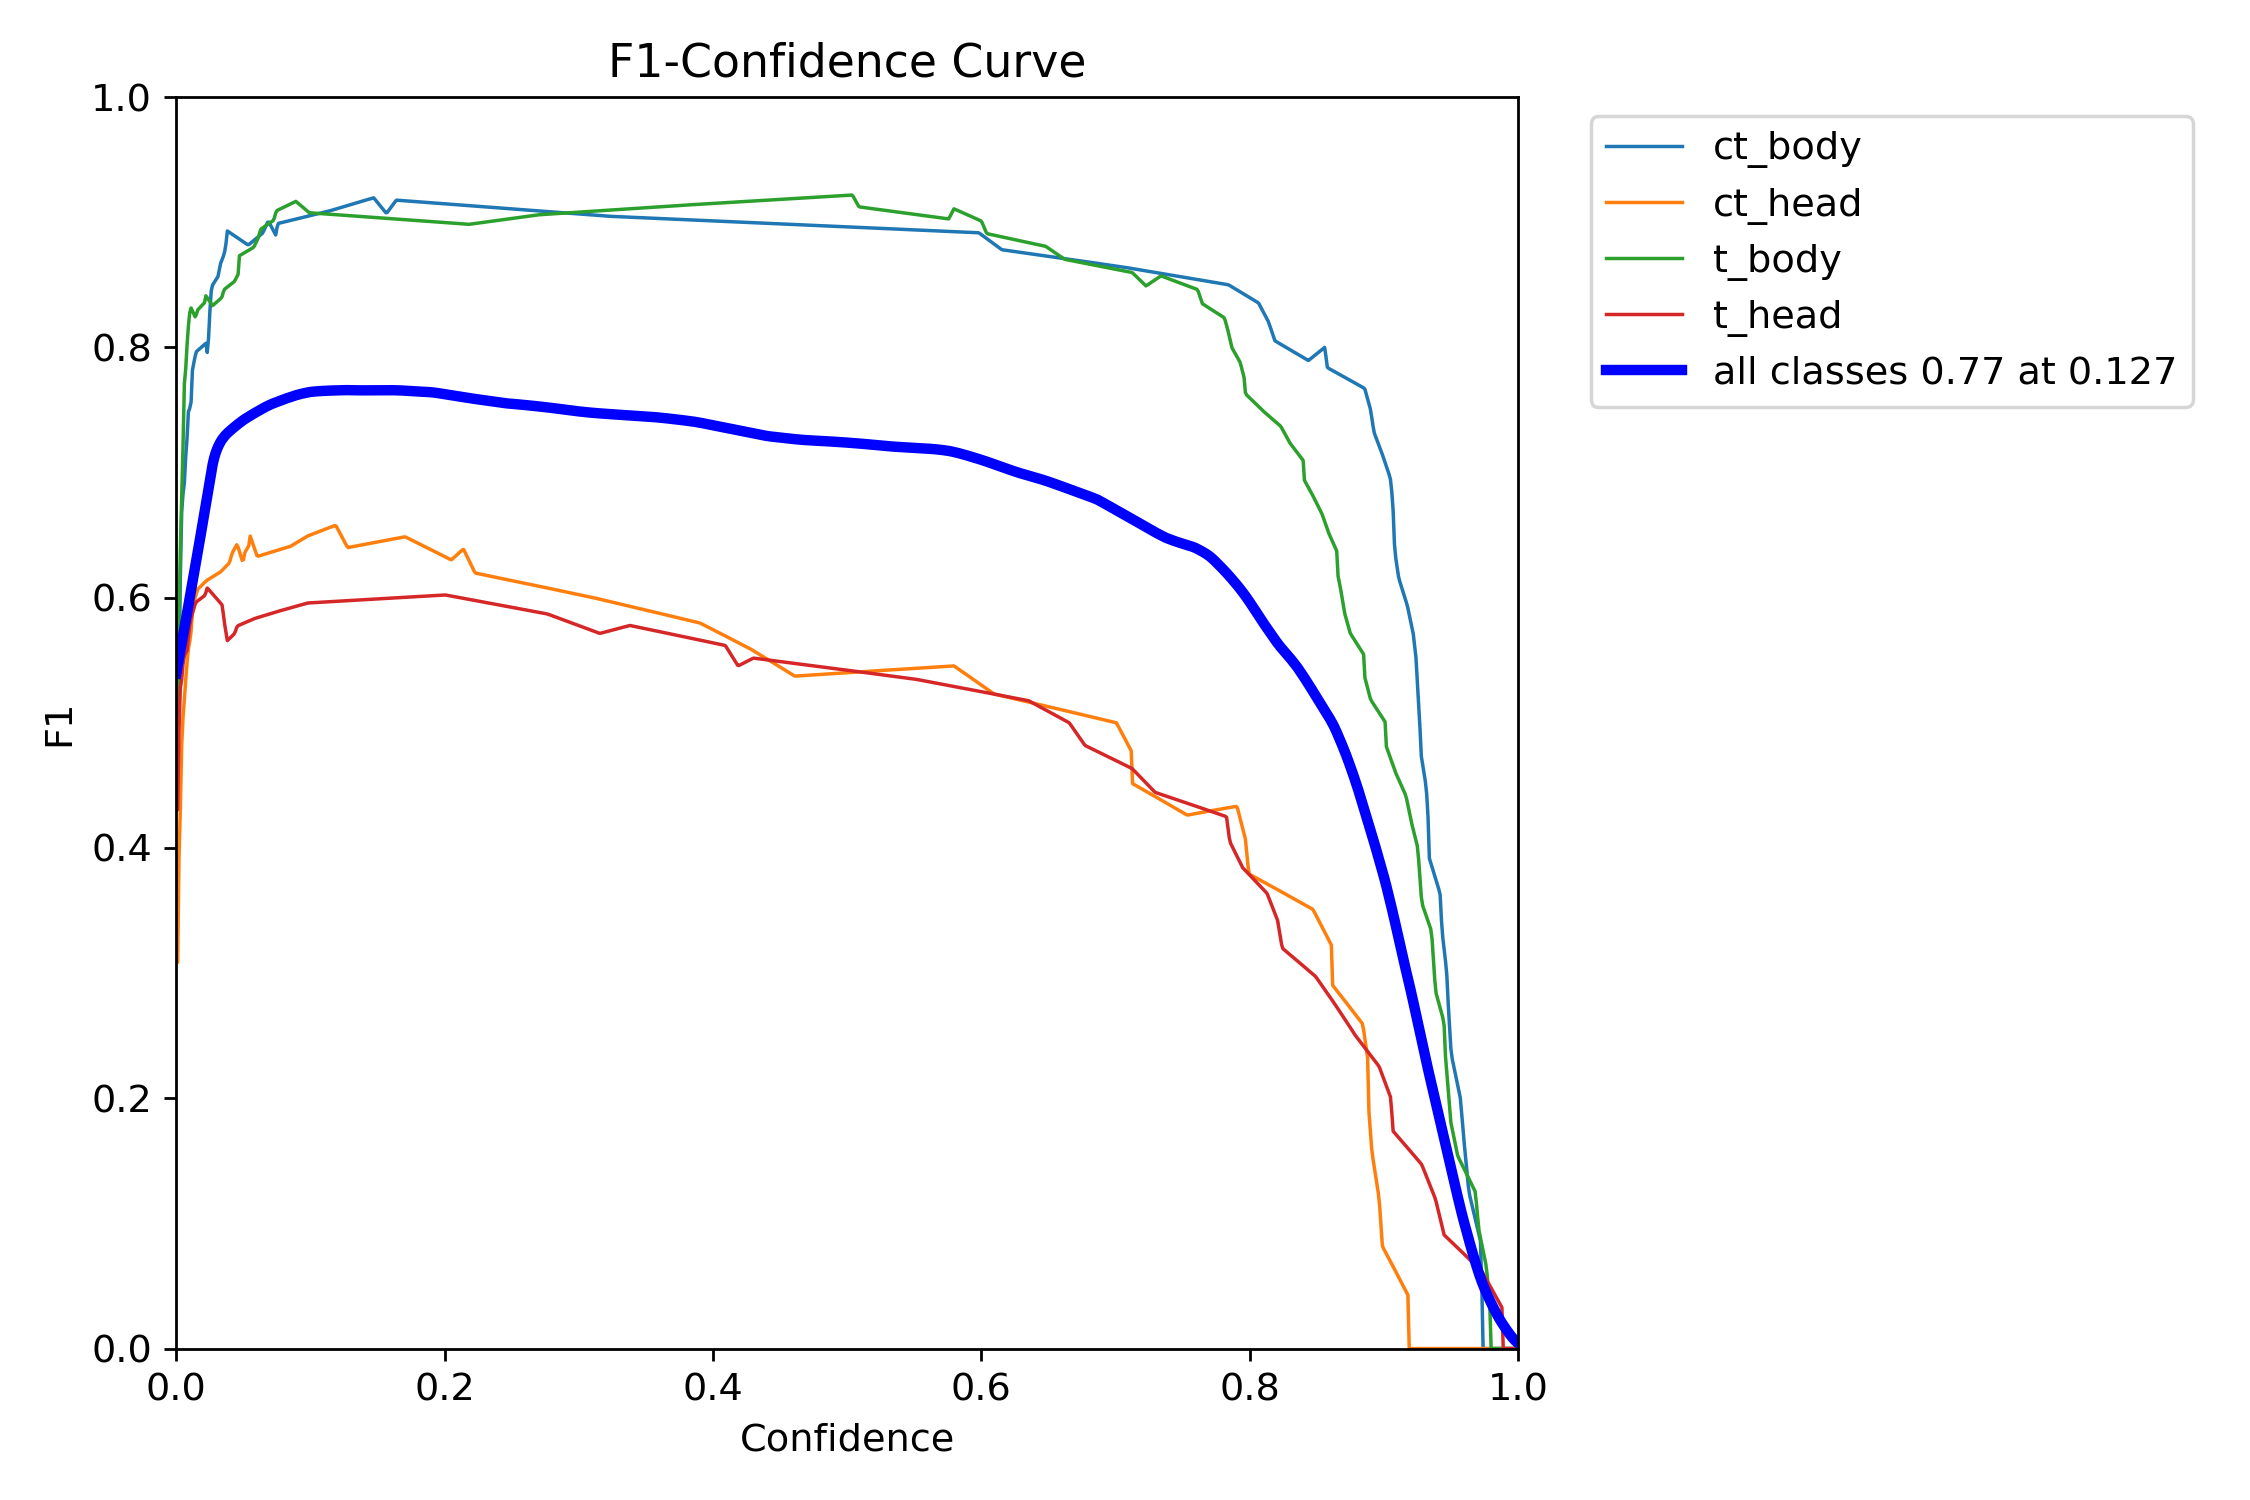 F1-Confidence Curve
1.0
0.8
0.6
0.4
0.2
0.0
F1
0.0 0.2 0.4 0.6 0.8 1.0
Confidence
ct_body
ct_head
t_body
t_head
all classes 0.77 at 0.127